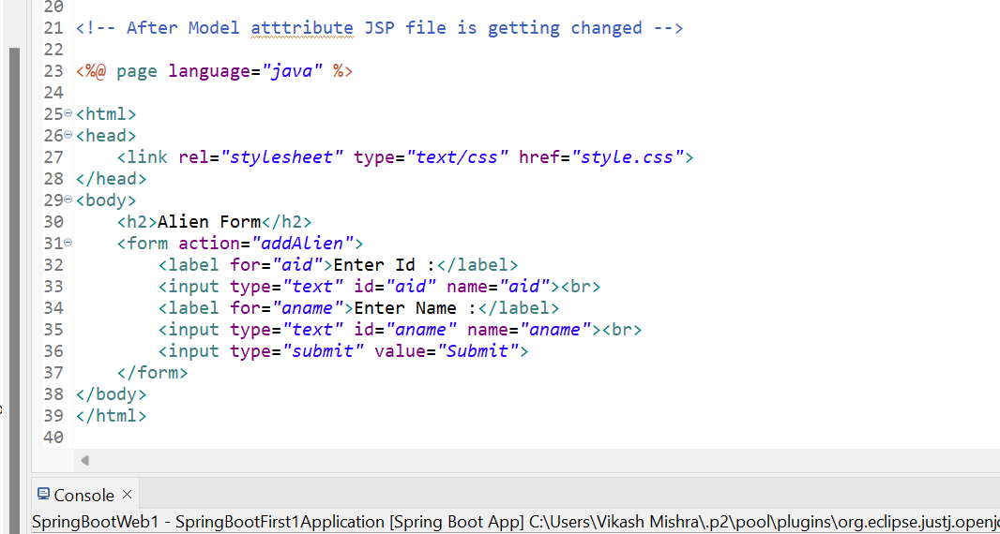 20
21 <!-- After Model atttribute JSP file is getting changed -->
22
23 <%@ page language="java" %>
24
25 <html>
26 <head>
27     <link rel="stylesheet" type="text/css" href="style.css">
28 </head>
29 <body>
30     <h2>Alien Form</h2>
31     <form action="addAlien">
32         <label for="aid">Enter Id :</label>
33         <input type="text" id="aid" name="aid"><br>
34         <label for="aname">Enter Name :</label>
35         <input type="text" id="aname" name="aname"><br>
36         <input type="submit" value="Submit">
37     </form>
38 </body>
39 </html>
40
Console
SpringBootWeb1 - SpringBootFirst1Application [Spring Boot App] C:\Users\Vikash Mishra\.p2\pool\plugins\org.eclipse.justj.openj